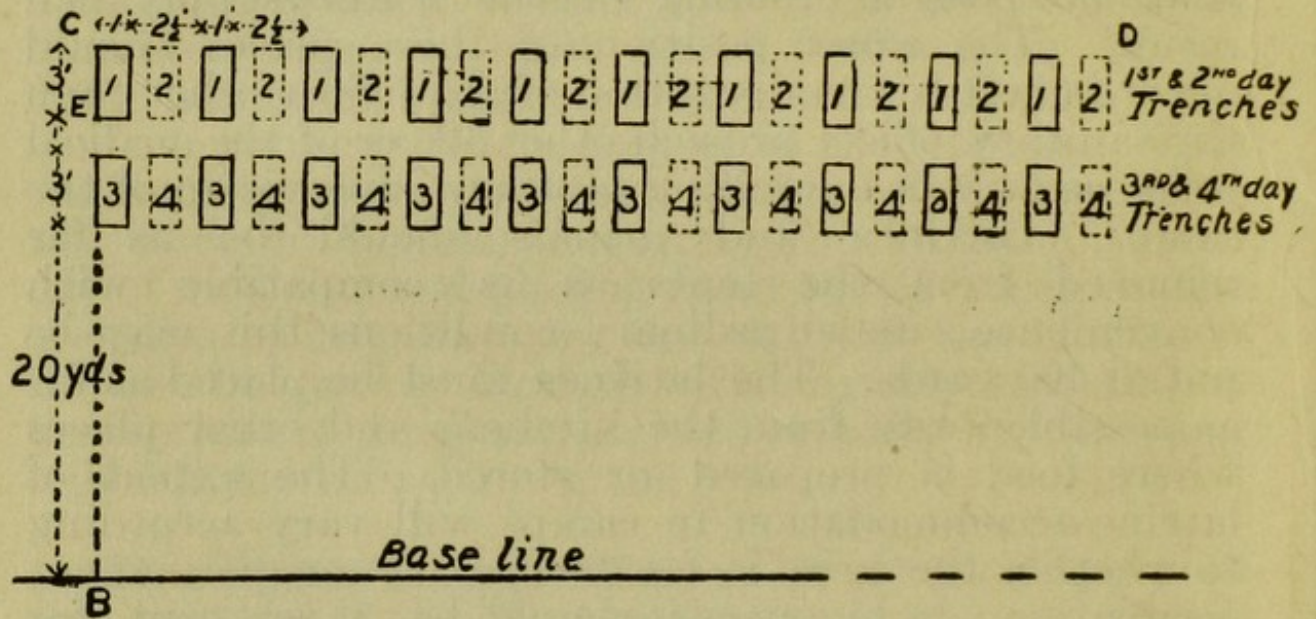 C 1' 2½ 1' 2½ D
3' 1 2 1 2 1 2 1 2 1 2 1 2 1 2 1 2 1 2 1 2 1ST & 2ND day
E Trenches
3' 3 4 3 4 3 4 3 4 3 4 3 4 3 4 3 4 3 4 3 4 3RD & 4TH day
Trenches
20 yds
Base line
B